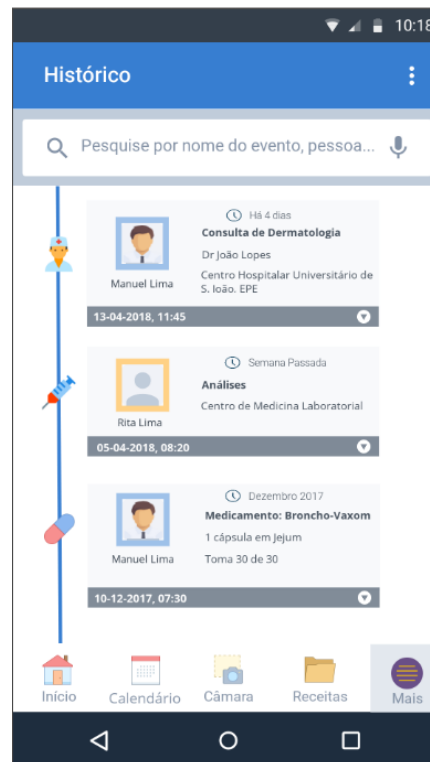 10:18
Histórico
Pesquise por nome do evento, pessoa...
Há 4 dias
Consulta de Dermatologia
Dr João Lopes
Centro Hospitalar Universitário de
S. João. EPE
Manuel Lima
13-04-2018, 11:45
Semana Passada
Análises
Centro de Medicina Laboratorial
Rita Lima
05-04-2018, 08:20
Dezembro 2017
Medicamento: Broncho-Vaxom
1 cápsula em Jejum
Toma 30 de 30
Manuel Lima
10-12-2017, 07:30
Início
Calendário
Câmara
Receitas
Mais